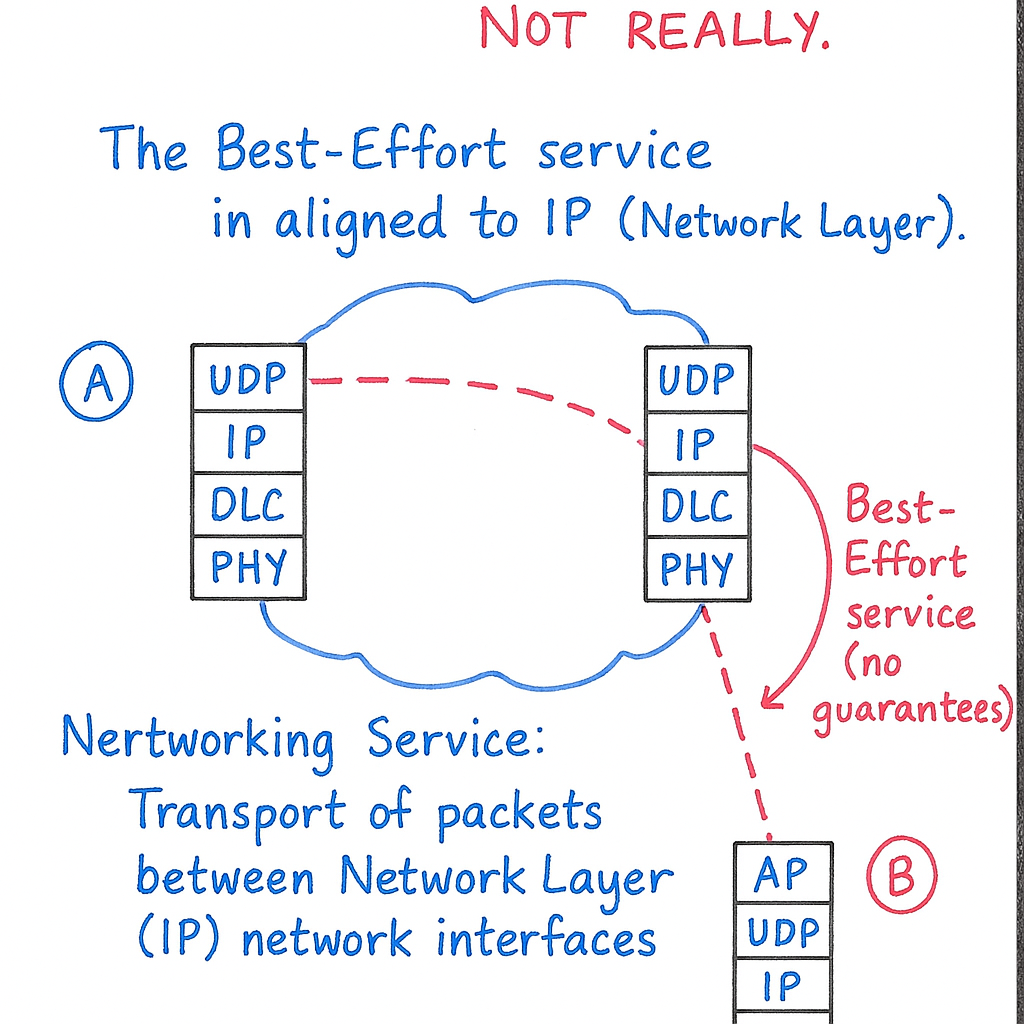 NOT REALLY.
The Best-Effort service
in aligned to IP (Network Layer).
A
UDP
IP
DLC
PHY
UDP
IP
DLC
PHY
Best-
Effort
service
(no
guarantees)
Nertworking Service:
Transport of packets
between Network Layer
(IP) network interfaces
AP
UDP
IP
B